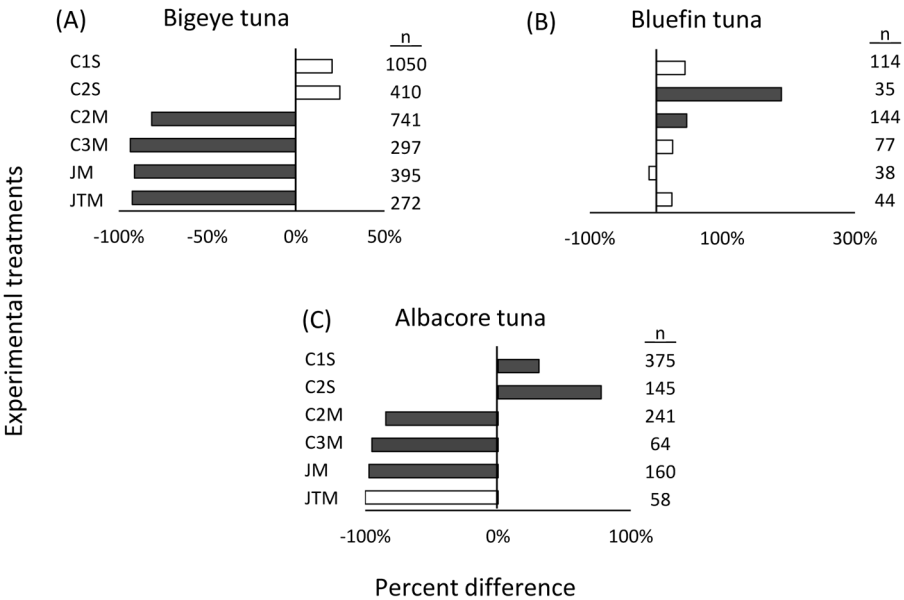 (A) Bigeye tuna
n
C1S 1050
C2S 410
C2M 741
C3M 297
JM 395
JTM 272
-100% -50% 0% 50%
(B) Bluefin tuna
n
114
35
144
77
38
44
-100% 100% 300%
Experimental treatments
(C) Albacore tuna
n
C1S 375
C2S 145
C2M 241
C3M 64
JM 160
JTM 58
-100% 0% 100%
Percent difference